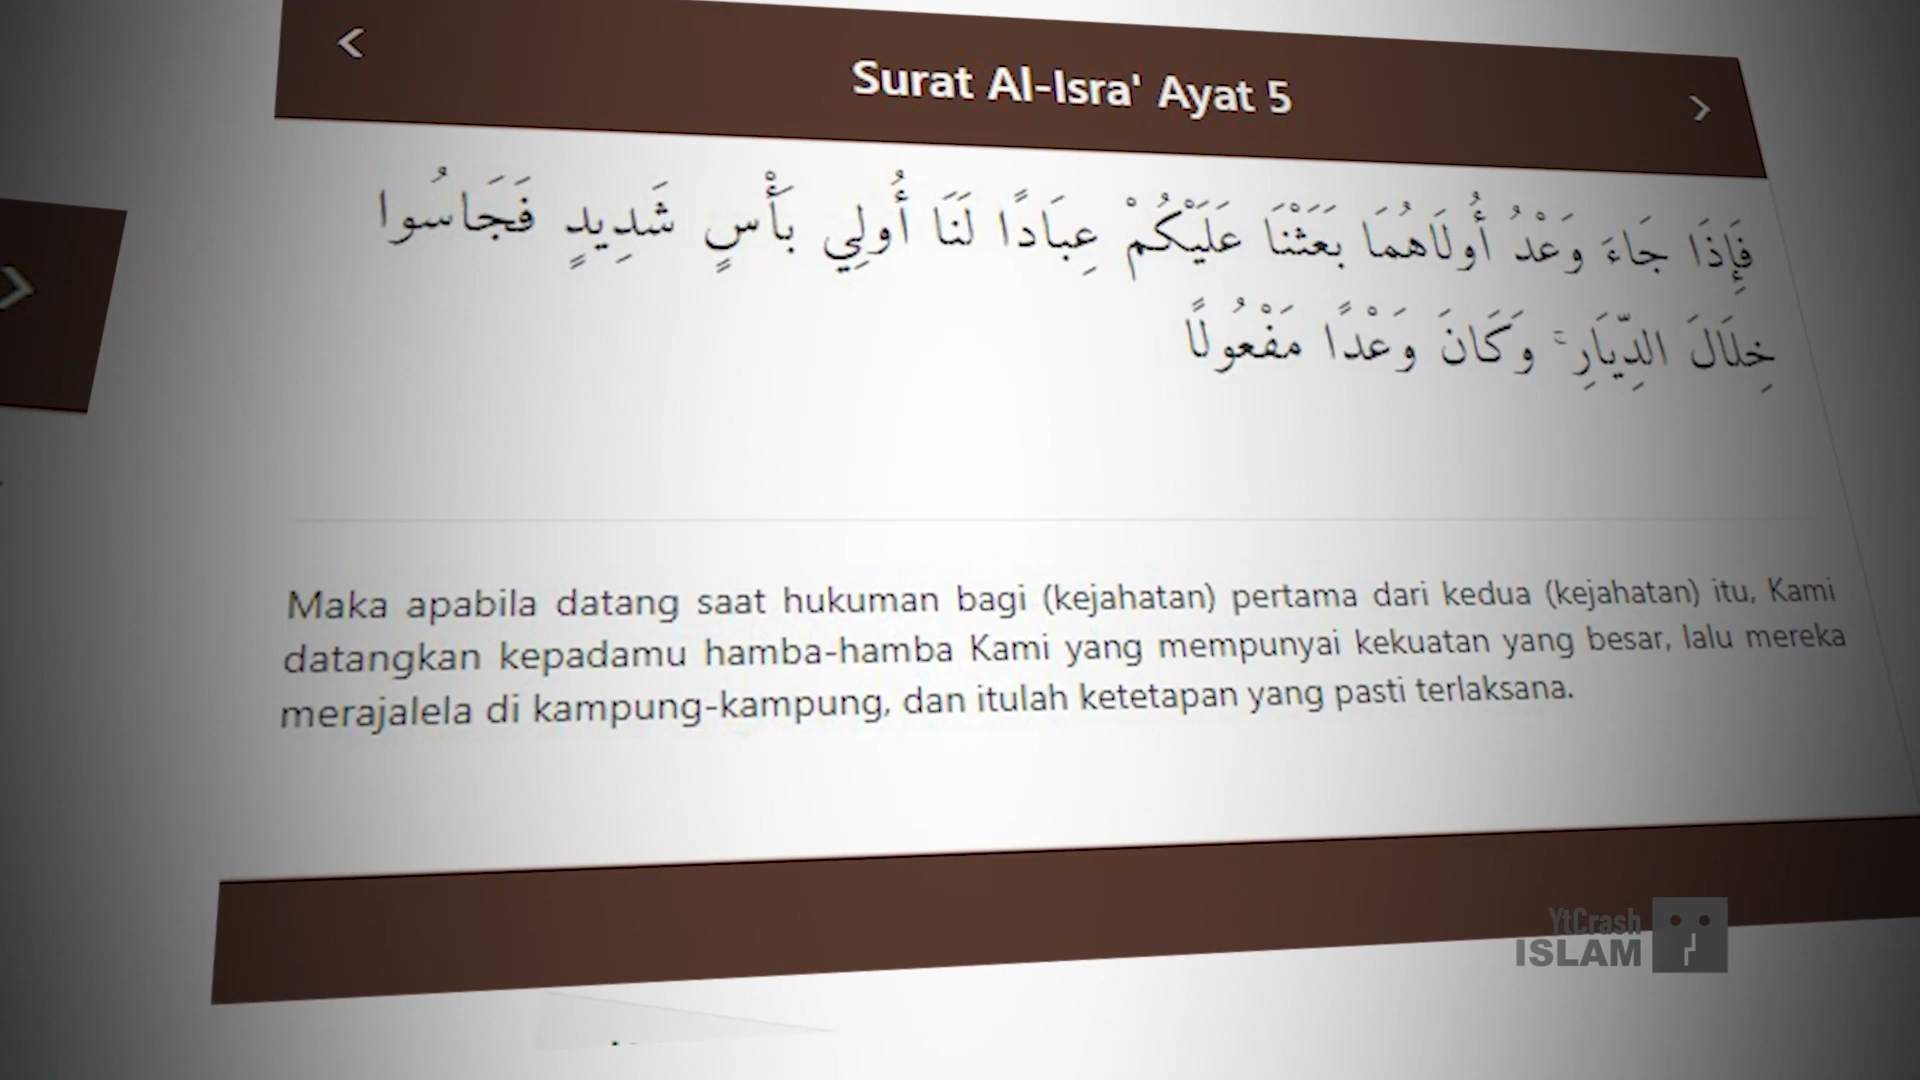 Surat Al-Isra' Ayat 5
فَإِذَا جَاءَ وَعْدُ أُولَاهُمَا بَعَثْنَا عَلَيْكُمْ عِبَادًا لَنَا أُولِي بَأْسٍ شَدِيدٍ فَجَاسُوا
خِلَالَ الدِّيَارِ ۚ وَكَانَ وَعْدًا مَفْعُولًا
Maka apabila datang saat hukuman bagi (kejahatan) pertama dari kedua (kejahatan) itu, Kami
datangkan kepadamu hamba-hamba Kami yang mempunyai kekuatan yang besar, lalu mereka
merajalela di kampung-kampung, dan itulah ketetapan yang pasti terlaksana.
YtCrash
ISLAM